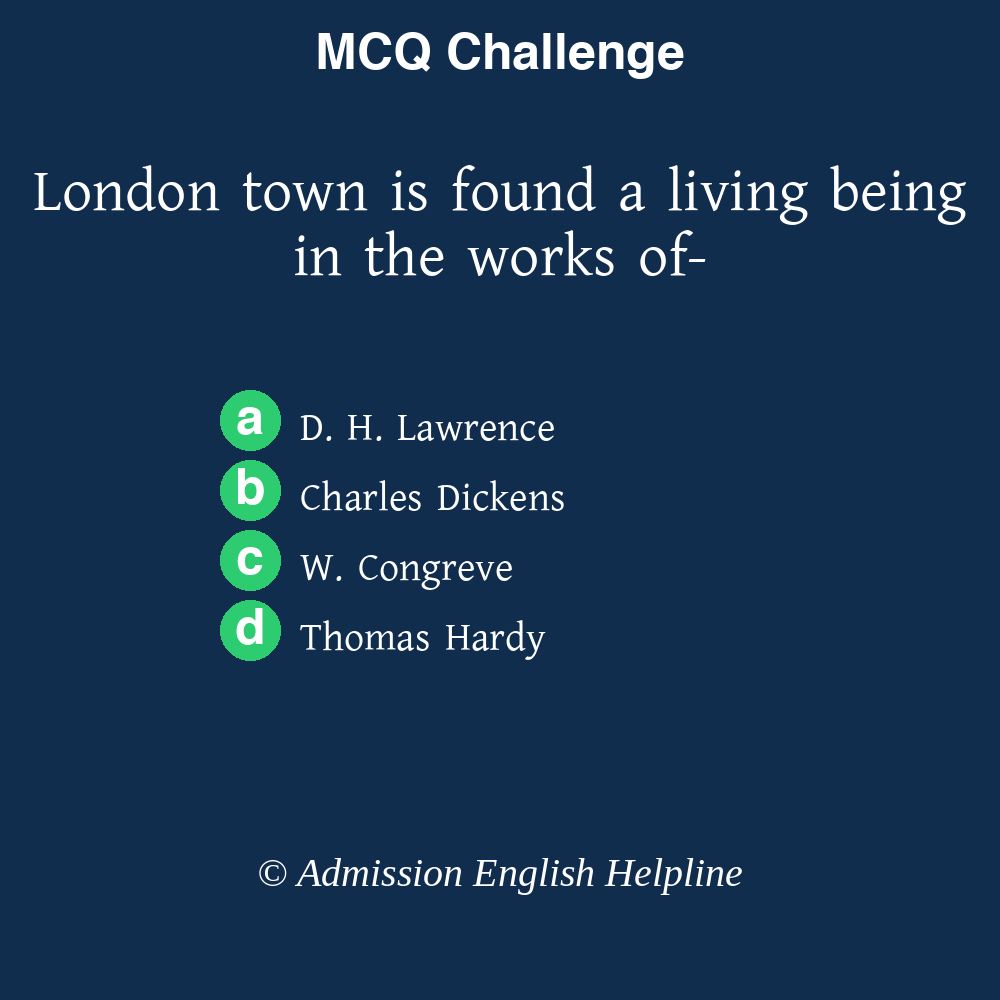 MCQ Challenge
London town is found a living being
in the works of-
a D. H. Lawrence
b Charles Dickens
c W. Congreve
d Thomas Hardy
© Admission English Helpline